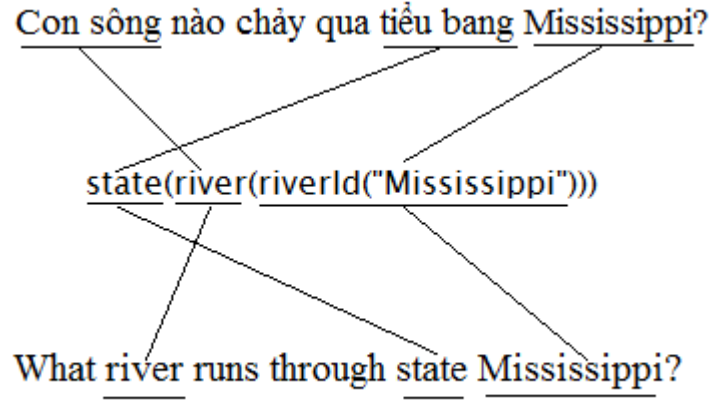 Con sông nào chảy qua tiểu bang Mississippi?
state(river(riverId("Mississippi")))
What river runs through state Mississippi?